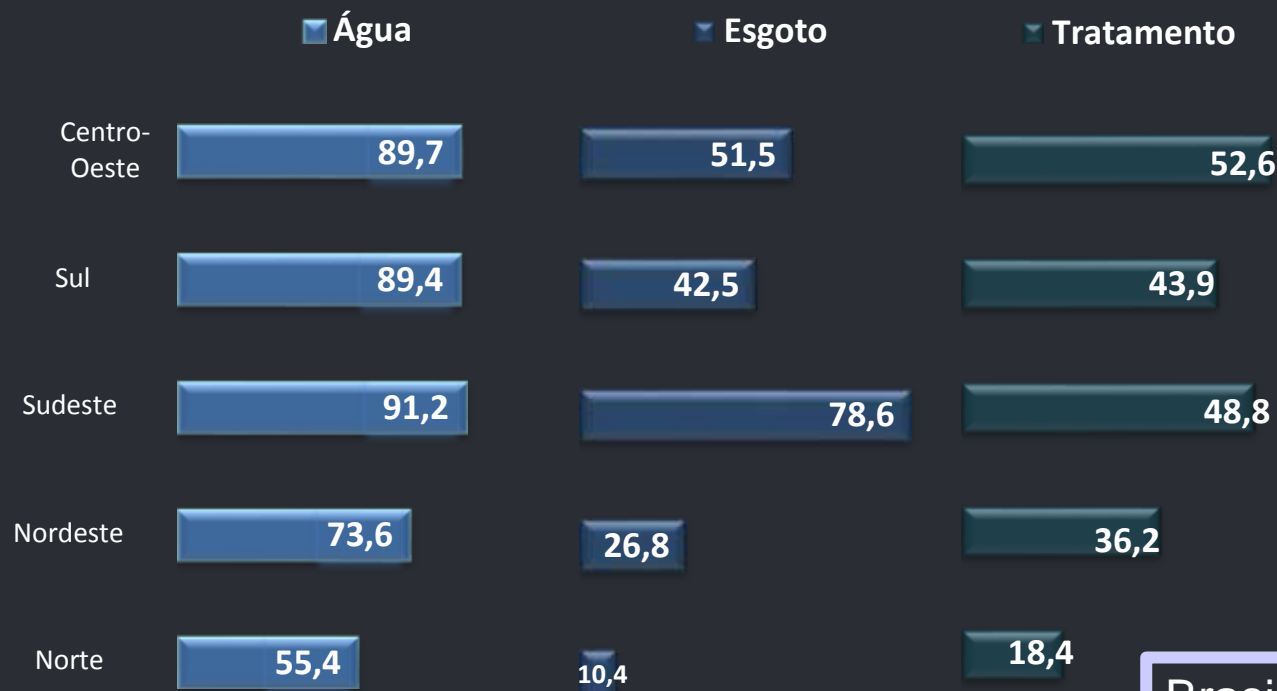 Água Esgoto Tratamento
Centro-
Oeste
89,7 51,5 52,6
Sul 89,4 42,5 43,9
Sudeste 91,2 78,6 48,8
Nordeste 73,6 26,8 36,2
Norte 55,4 10,4 18,4